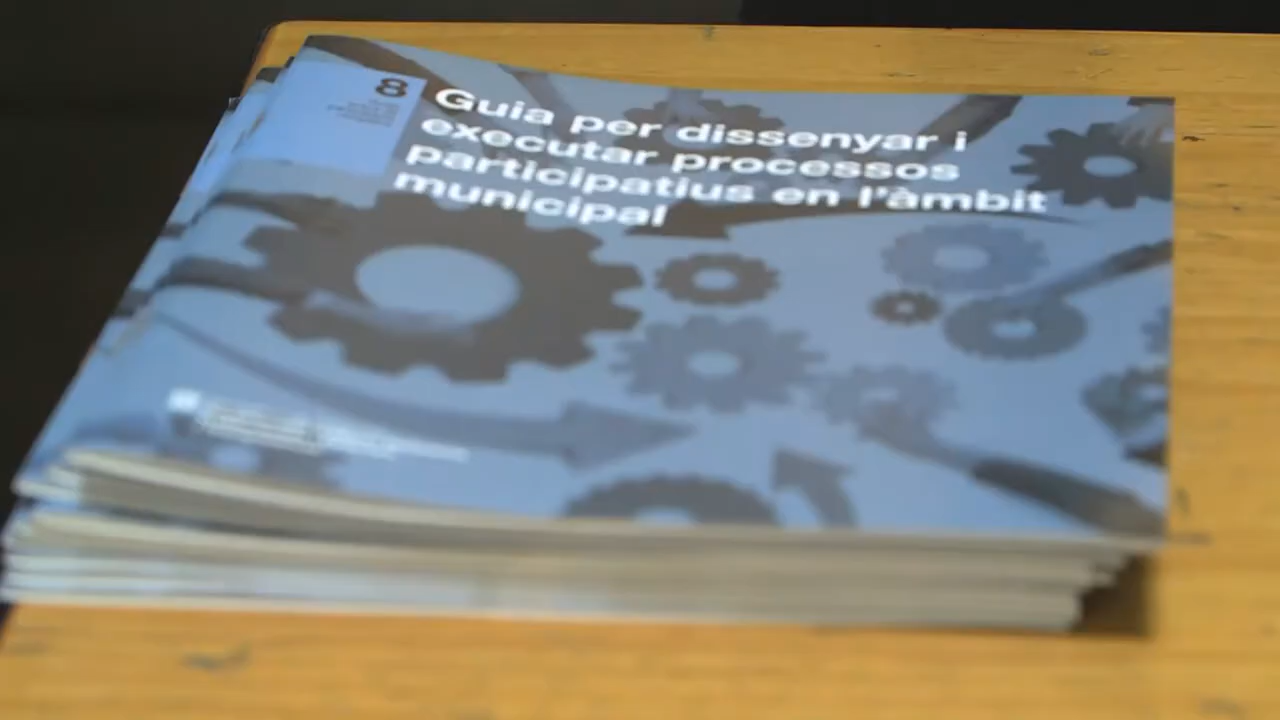 8
Guia per dissenyar i
executar processos
participatius en l'àmbit
municipal